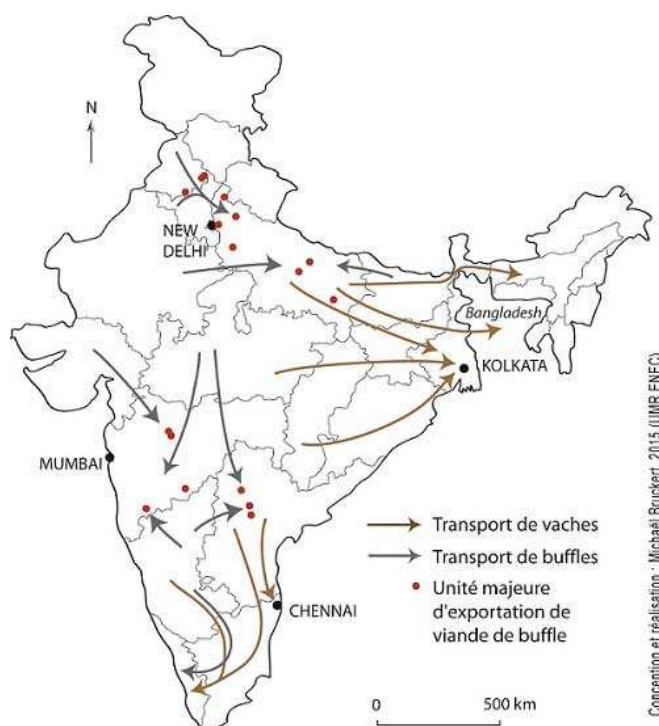 N
NEW
DELHI
Bangladesh
KOLKATA
MUMBAI
CHENNAI
Transport de vaches
Transport de buffles
Unité majeure
d'exportation de
viande de buffle
0 500 km
Conception et réalisation : Michaël Bruckert, 2015 (UMR ENEC)